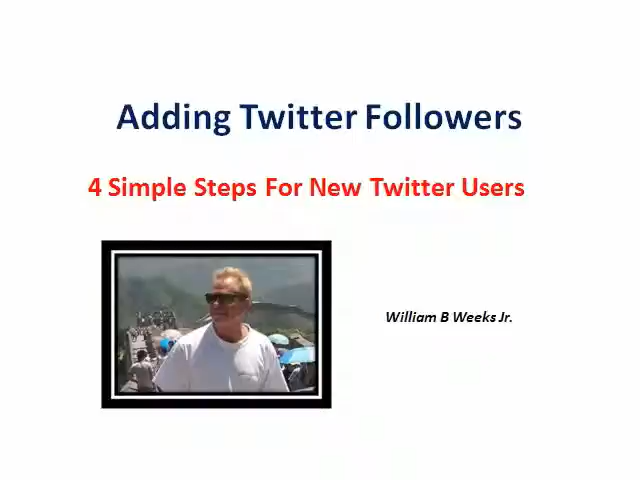 Adding Twitter Followers
4 Simple Steps For New Twitter Users
William B Weeks Jr.